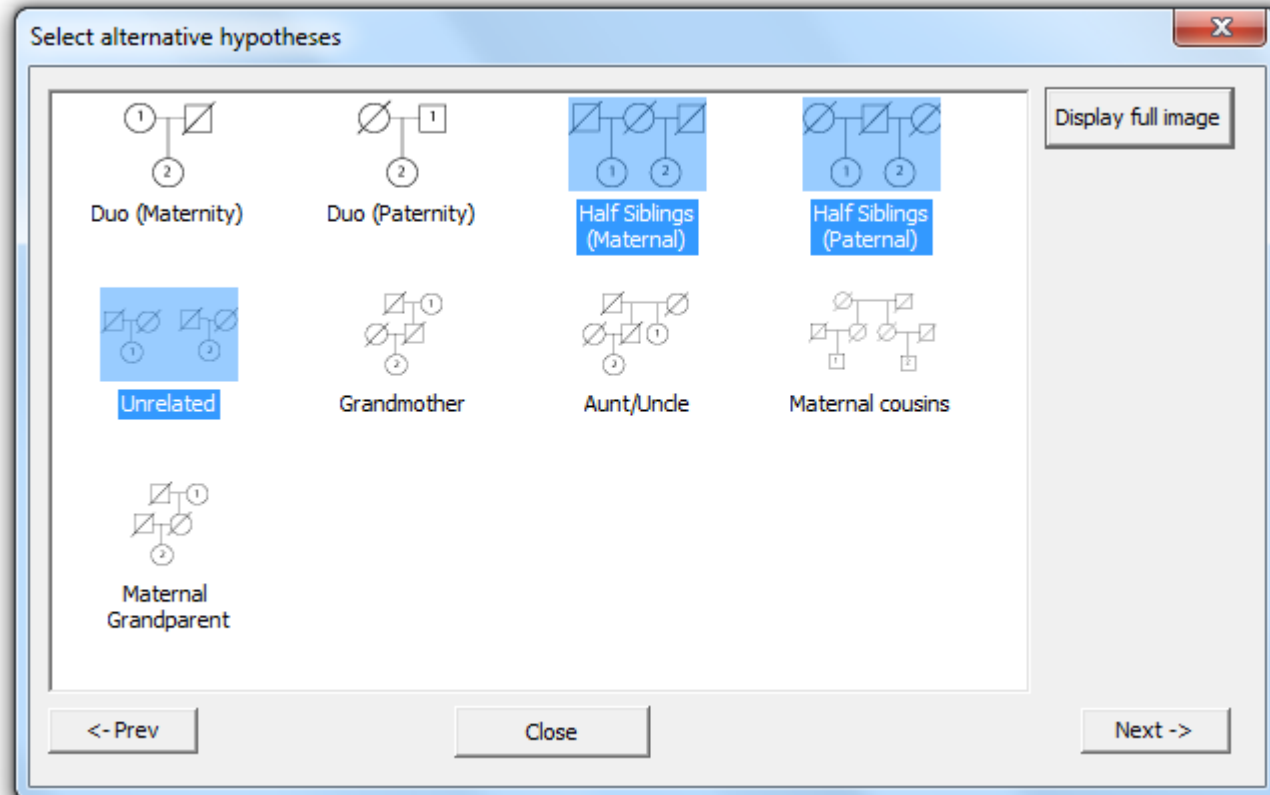 Select alternative hypotheses
X
Display full image
1
1
1
2
1
2
2
2
Duo (Maternity)
Duo (Paternity)
Half Siblings
(Maternal)
Half Siblings
(Paternal)
1
2
1
2
1
2
1
2
Unrelated
Grandmother
Aunt/Uncle
Maternal cousins
1
2
Maternal
Grandparent
<- Prev
Close
Next ->